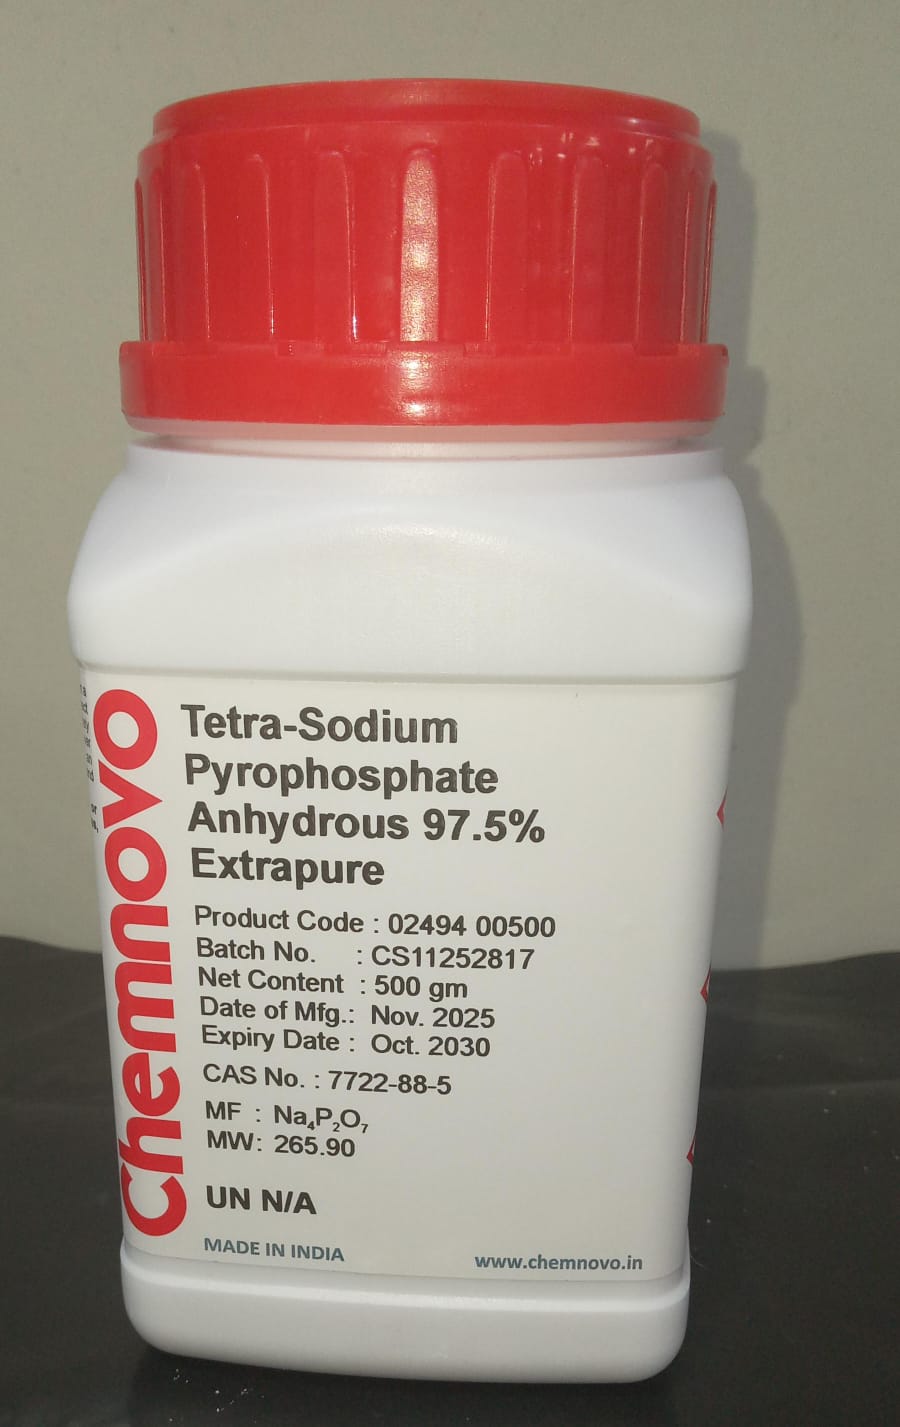 Chemnovo
Tetra-Sodium
Pyrophosphate
Anhydrous 97.5%
Extrapure
Product Code : 02494 00500
Batch No. : CS11252817
Net Content : 500 gm
Date of Mfg.: Nov. 2025
Expiry Date : Oct. 2030
CAS No. : 7722-88-5
MF : Na₄P₂O₇
MW: 265.90
UN N/A
MADE IN INDIA
www.chemnovo.in